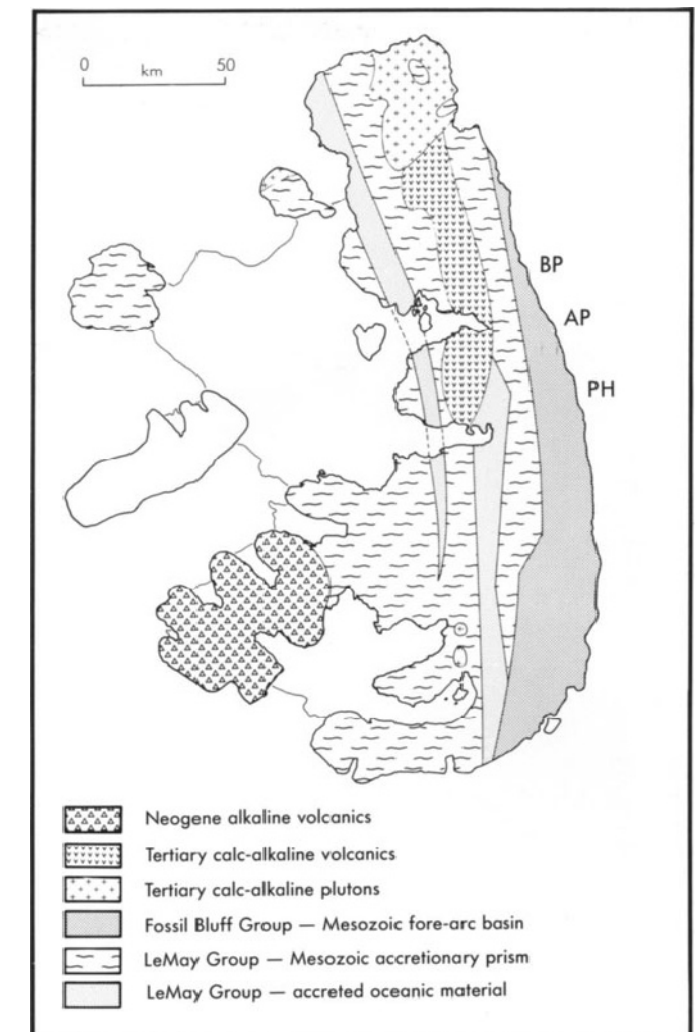 0 50
km
BP
AP
PH
Neogene alkaline volcanics
Tertiary calc-alkaline volcanics
Tertiary calc-alkaline plutons
Fossil Bluff Group — Mesozoic fore-arc basin
LeMay Group — Mesozoic accretionary prism
LeMay Group — accreted oceanic material